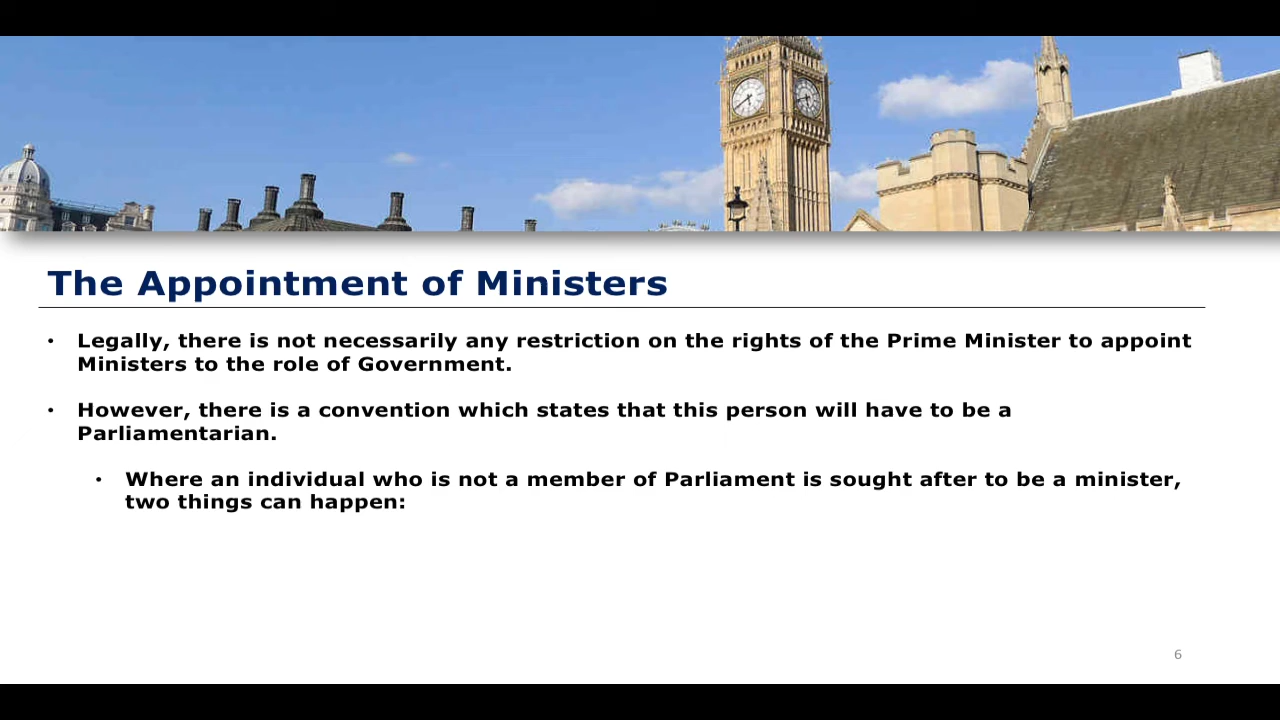 The Appointment of Ministers
• Legally, there is not necessarily any restriction on the rights of the Prime Minister to appoint
Ministers to the role of Government.
• However, there is a convention which states that this person will have to be a
Parliamentarian.
• Where an individual who is not a member of Parliament is sought after to be a minister,
two things can happen:
6